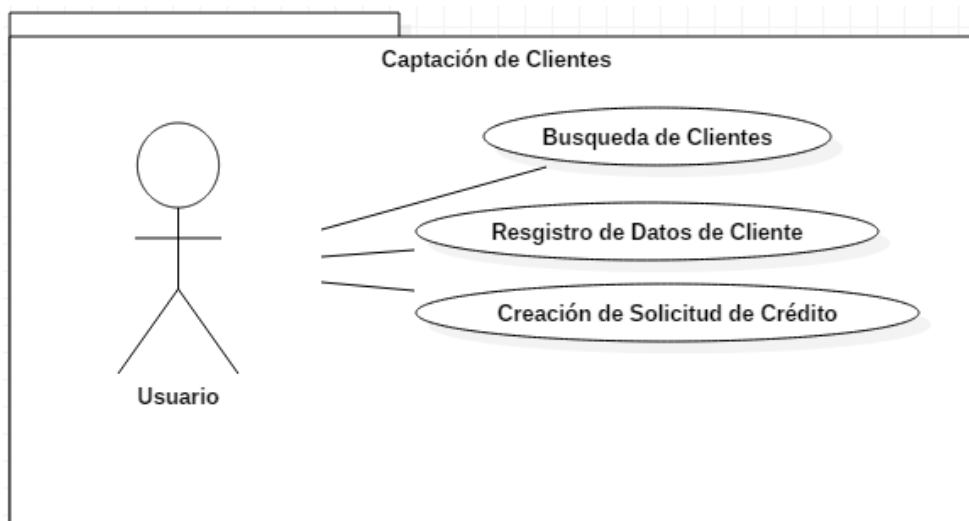 Captación de Clientes
Busqueda de Clientes
Resgistro de Datos de Cliente
Creación de Solicitud de Crédito
Usuario